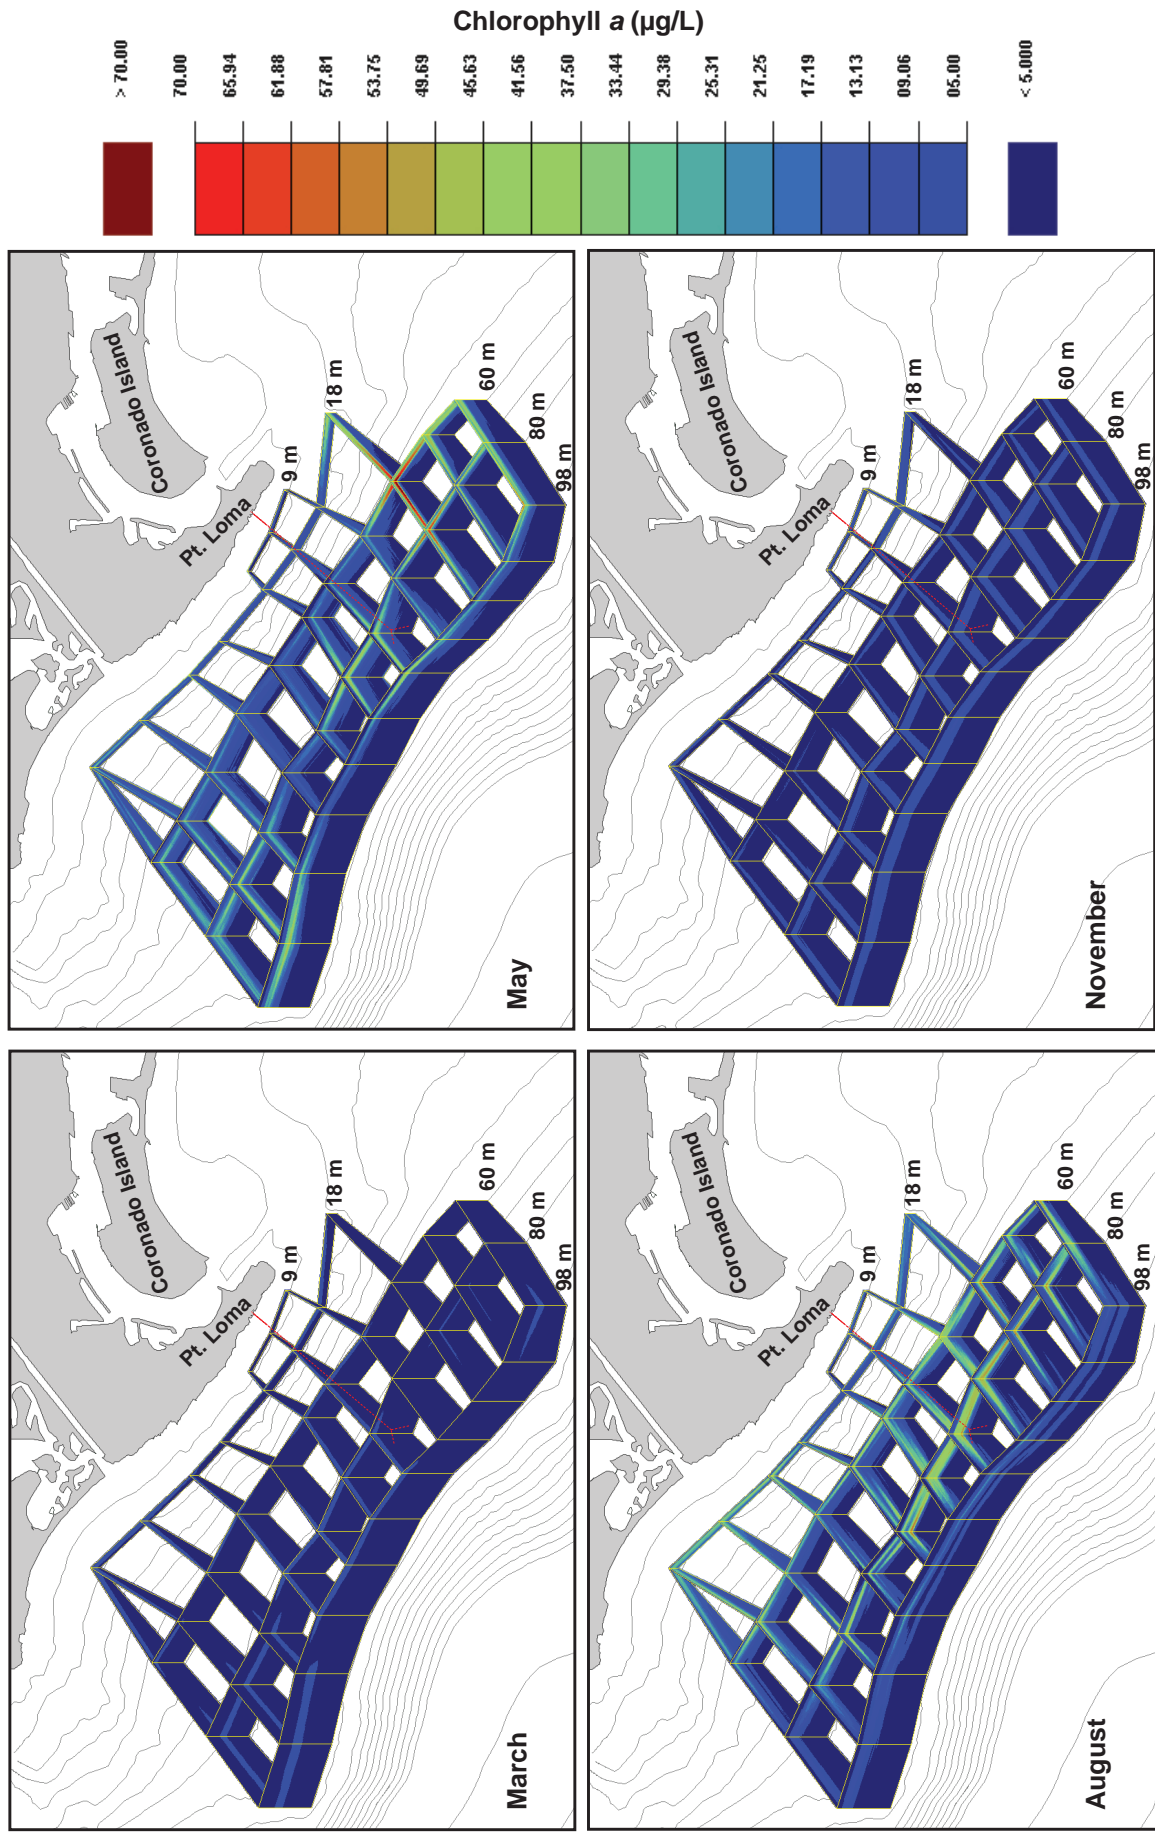 Chlorophyll a (µg/L)
> 70.00
70.00
65.94
61.88
57.81
53.75
49.69
45.63
41.56
37.50
33.44
29.38
25.31
21.25
17.19
13.13
09.06
05.00
< 5.000
Coronado Island
Pt. Loma
9 m
18 m
60 m
80 m
98 m
May
Coronado Island
Pt. Loma
9 m
18 m
60 m
80 m
98 m
November
Coronado Island
Pt. Loma
9 m
18 m
60 m
80 m
98 m
March
Coronado Island
Pt. Loma
9 m
18 m
60 m
80 m
98 m
August